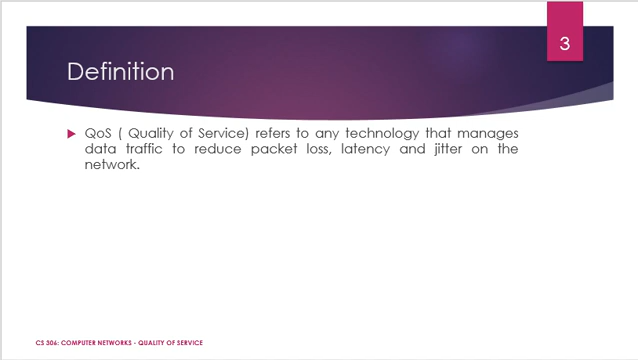 3
Definition
QoS ( Quality of Service) refers to any technology that manages
data traffic to reduce packet loss, latency and jitter on the
network.
CS 306: COMPUTER NETWORKS - QUALITY OF SERVICE